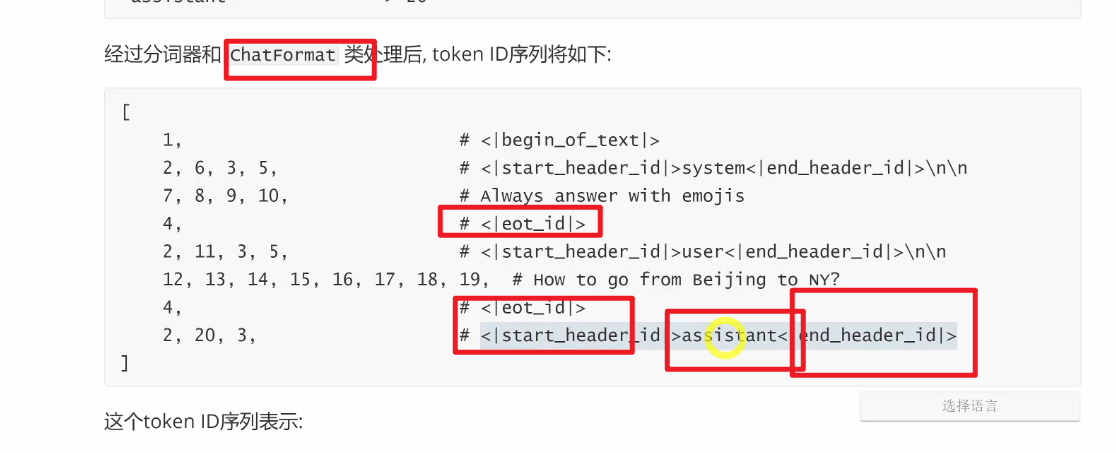 经过分词器和 ChatFormat 类处理后, token ID序列将如下:
[
1, # <|begin_of_text|>
2, 6, 3, 5, # <|start_header_id|>system<|end_header_id|>\n\n
7, 8, 9, 10, # Always answer with emojis
4, # <|eot_id|>
2, 11, 3, 5, # <|start_header_id|>user<|end_header_id|>\n\n
12, 13, 14, 15, 16, 17, 18, 19, # How to go from Beijing to NY?
4, # <|eot_id|>
2, 20, 3, # <|start_header_id|>assistant<|end_header_id|>
]
选择语言
这个token ID序列表示: